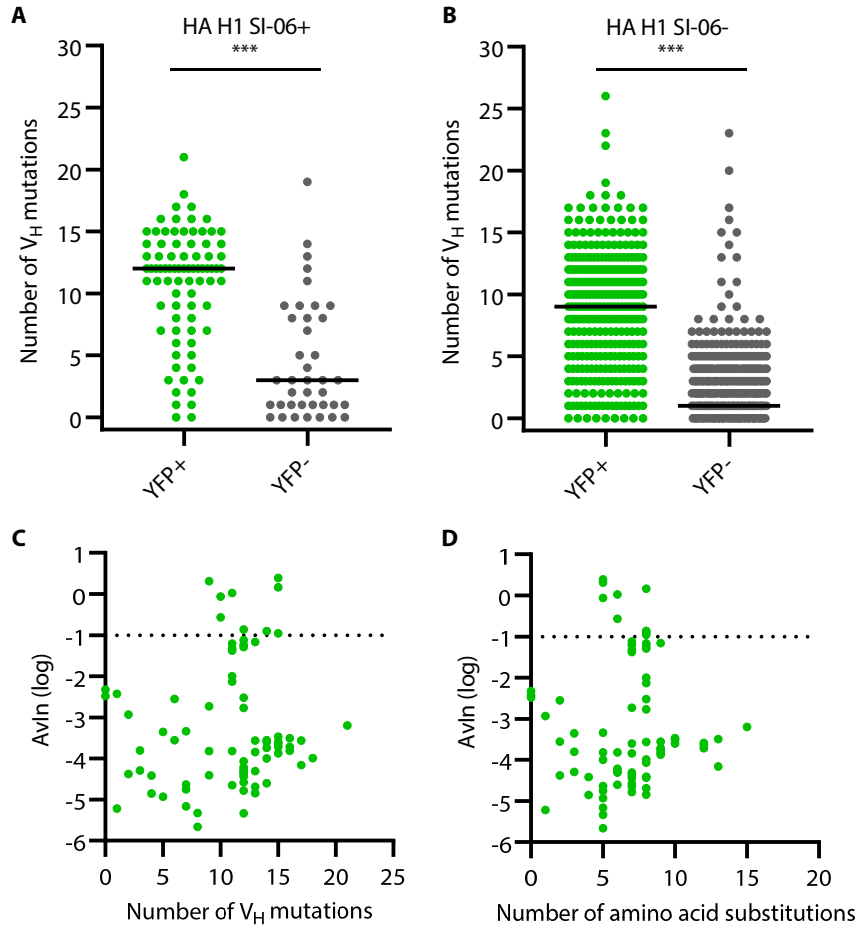 A
HA H1 SI-06+
***
Number of VH mutations
30
25
20
15
10
5
0
YFP+
YFP-
B
HA H1 SI-06-
***
Number of VH mutations
30
25
20
15
10
5
0
YFP+
YFP-
C
AvIn (log)
1
0
-1
-2
-3
-4
-5
-6
0 5 10 15 20 25
Number of VH mutations
D
AvIn (log)
1
0
-1
-2
-3
-4
-5
-6
0 5 10 15 20
Number of amino acid substitutions